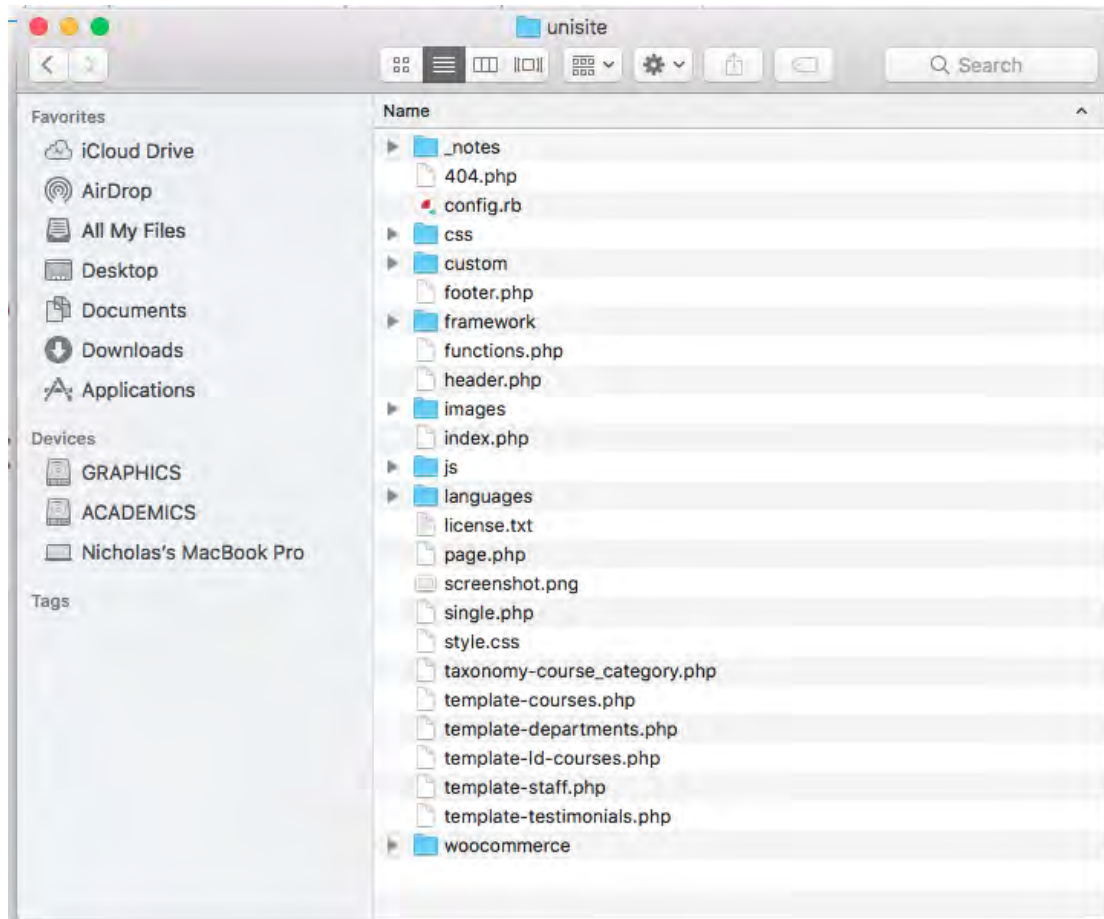 unisite
Search
Favorites
iCloud Drive
AirDrop
All My Files
Desktop
Documents
Downloads
Applications
Devices
GRAPHICS
ACADEMICS
Nicholas's MacBook Pro
Tags
Name
_notes
404.php
config.rb
css
custom
footer.php
framework
functions.php
header.php
images
index.php
js
languages
license.txt
page.php
screenshot.png
single.php
style.css
taxonomy-course_category.php
template-courses.php
template-departments.php
template-ld-courses.php
template-staff.php
template-testimonials.php
woocommerce